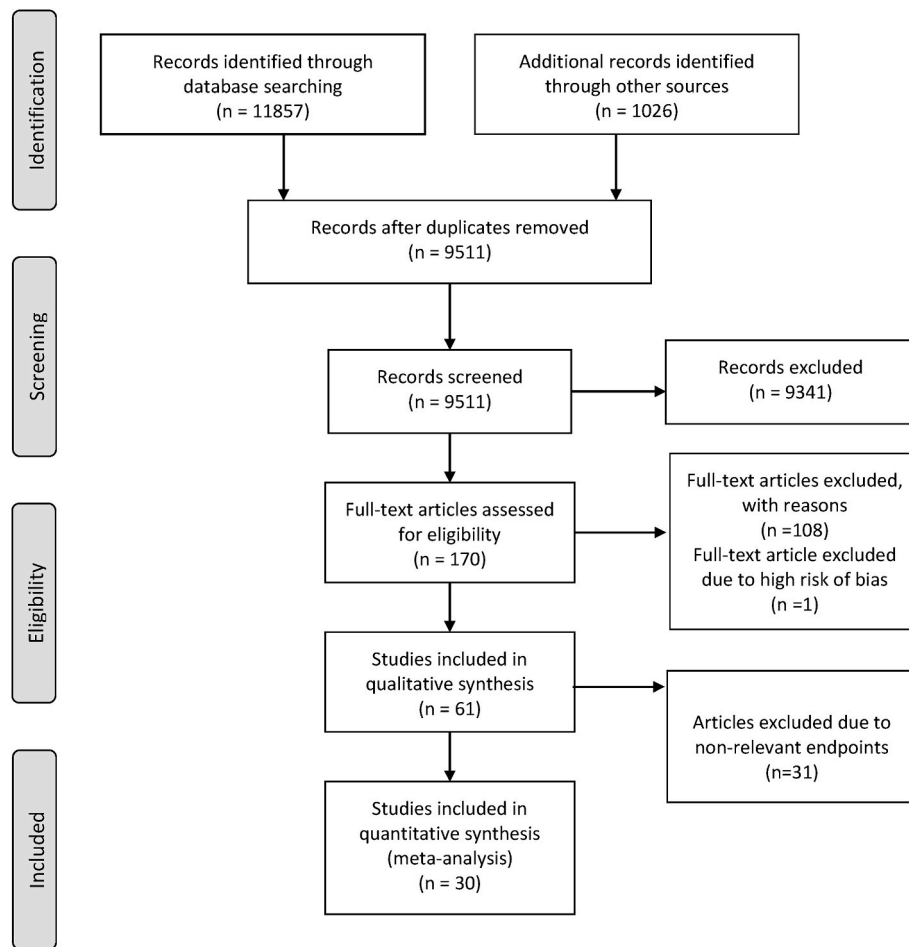 Identification
Records identified through
database searching
(n = 11857)
Additional records identified
through other sources
(n = 1026)
Records after duplicates removed
(n = 9511)
Screening
Records screened
(n = 9511)
Records excluded
(n = 9341)
Eligibility
Full-text articles assessed
for eligibility
(n = 170)
Full-text articles excluded,
with reasons
(n =108)
Full-text article excluded
due to high risk of bias
(n =1)
Studies included in
qualitative synthesis
(n = 61)
Articles excluded due to
non-relevant endpoints
(n=31)
Included
Studies included in
quantitative synthesis
(meta-analysis)
(n = 30)